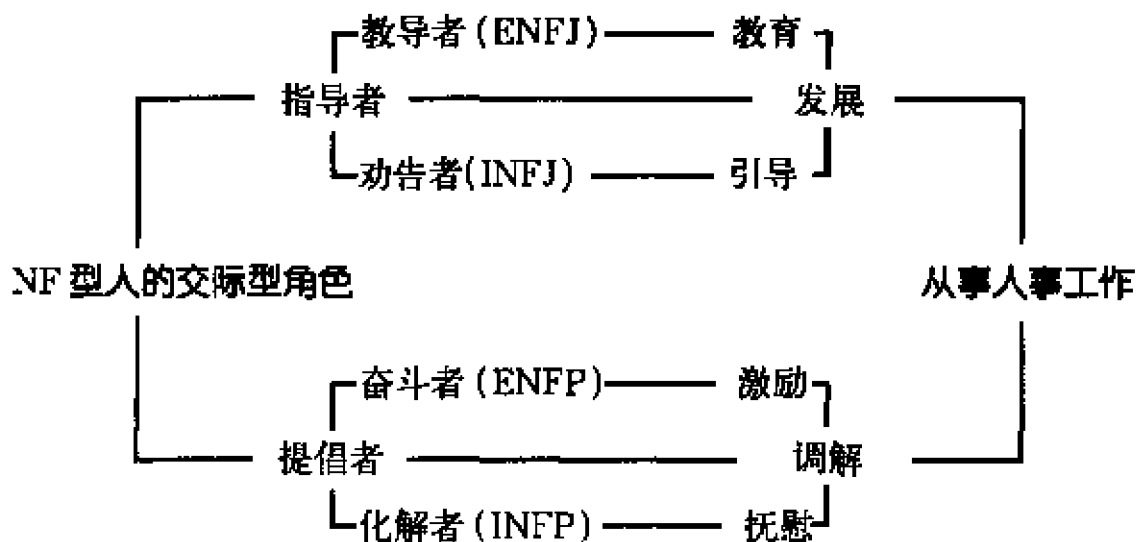 教导者(ENFJ) 教育
指导者 发展
劝告者(INFJ) 引导
NF 型人的交际型角色 从事人事工作
奋斗者(ENFP) 激励
提倡者 调解
化解者(INFP) 抚慰